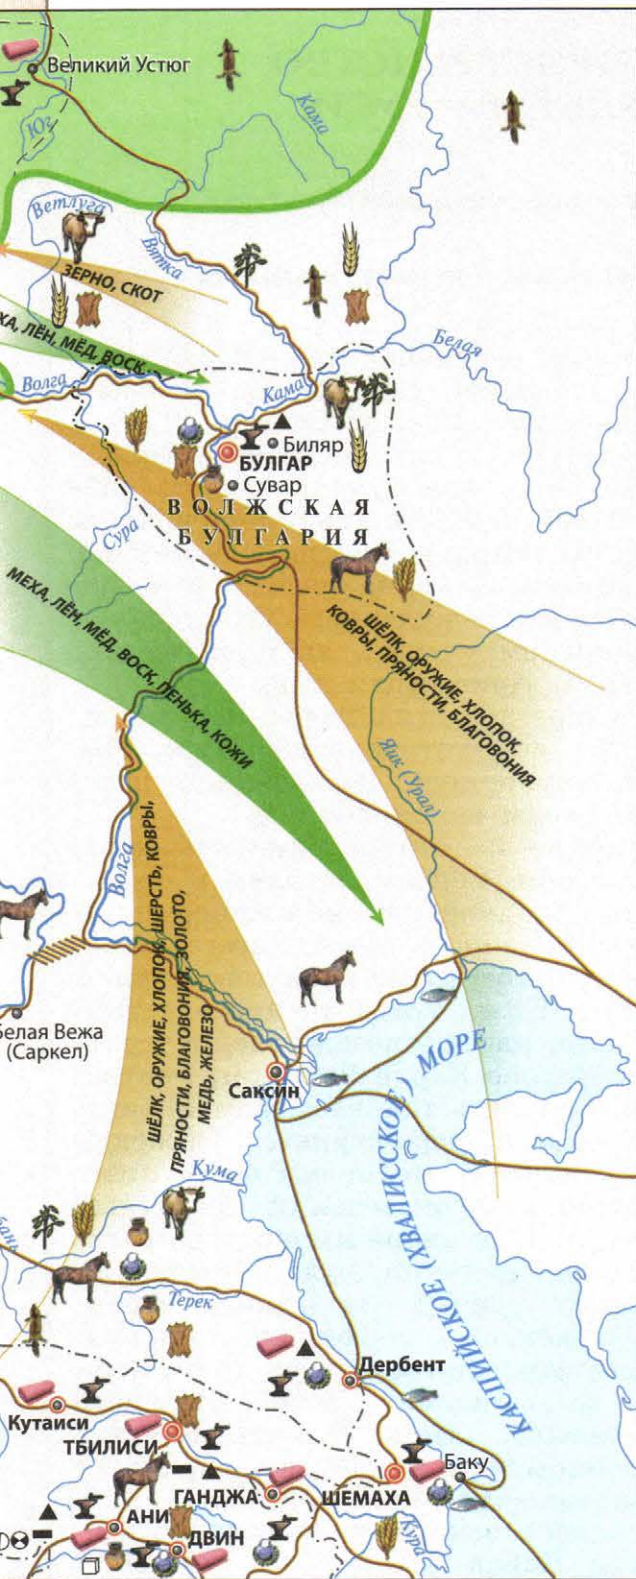 Великий Устюг
Кама
Юг
Ветлуга
Вятка
ЗЕРНО, СКОТ
ХА, ЛЁН, МЁД, ВОСК
Белая
Волга
Кама
Биляр
БУЛГАР
Сувар
ВОЛЖСКАЯ
БУЛГАРИЯ
Сура
МЕХА, ЛЁН, МЁД, ВОСК, ПЕНЬКА, КОЖИ
ШЁЛК, ОРУЖИЕ, ХЛОПОК,
КОВРЫ, ПРЯНОСТИ, БЛАГОВОНИЯ
Яик (Урал)
Волга
ШЁЛК, ОРУЖИЕ, ХЛОПОК, ШЕРСТЬ, КОВРЫ,
ПРЯНОСТИ, БЛАГОВОНИЯ, ЗОЛОТО,
МЕДЬ, ЖЕЛЕЗО
Белая Вежа
(Саркел)
Саксин
КАСПИЙСКОЕ (ХВАЛИССКОЕ) МОРЕ
Кума
бань
Терек
Дербент
Кутаиси
ТБИЛИСИ
Баку
ГАНДЖА
ШЕМАХА
АНИ
ДВИН
Кура